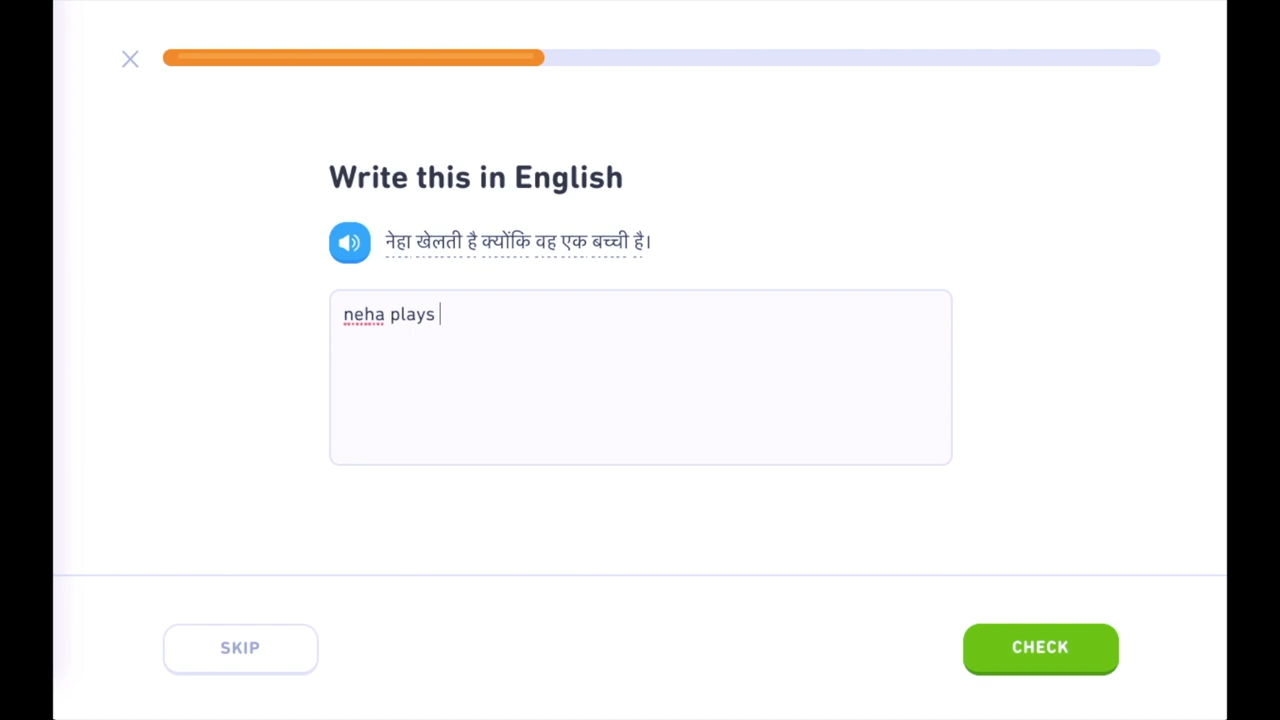 Write this in English
नेहा खेलती है क्योंकि वह एक बच्ची है।
neha plays
SKIP
CHECK